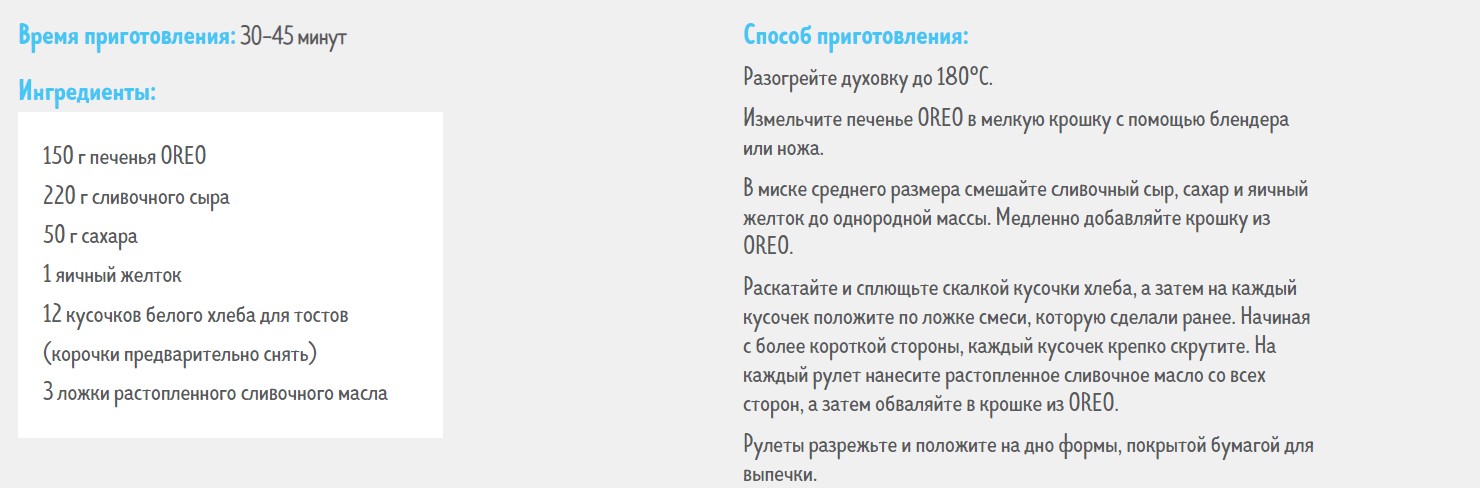 Время приготовления: 30-45 минут
Ингредиенты:
150 г печенья OREO
220 г сливочного сыра
50 г сахара
1 яичный желток
12 кусочков белого хлеба для тостов
(корочки предварительно снять)
3 ложки растопленного сливочного масла
Способ приготовления:
Разогрейте духовку до 180°C.
Измельчите печенье OREO в мелкую крошку с помощью блендера
или ножа.
В миске среднего размера смешайте сливочный сыр, сахар и яичный
желток до однородной массы. Медленно добавляйте крошку из
OREO.
Раскатайте и сплющьте скалкой кусочки хлеба, а затем на каждый
кусочек положите по ложке смеси, которую сделали ранее. Начиная
с более короткой стороны, каждый кусочек крепко скрутите. На
каждый рулет нанесите растопленное сливочное масло со всех
сторон, а затем обваляйте в крошке из OREO.
Рулеты разрежьте и положите на дно формы, покрытой бумагой для
выпечки.